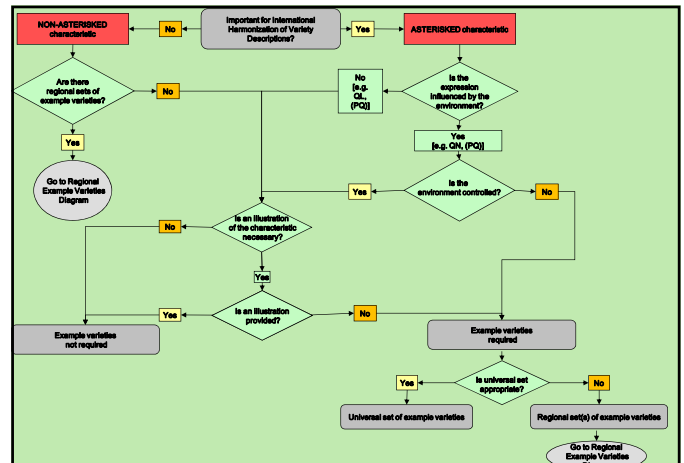 Important for International
Harmonization of Variety
Descriptions?
No
Yes
NON-ASTERISKED
characteristic
ASTERISKED characteristic
Are there
regional sets of
example varieties?
No
Yes
Go to Regional
Example Varieties
Diagram
Is the
expression
influenced by the
environment?
No
[e.g.
QL,
(PQ)]
Yes
[e.g. QN, (PQ)]
Is the
environment controlled?
Yes
No
Is an illustration
of the characteristic
necessary?
No
Yes
Is an illustration
provided?
Yes
No
Example varieties
not required
Example varieties
required
Is universal set
appropriate?
Yes
No
Universal set of example varieties
Regional set(s) of example varieties
Go to Regional
Example Varieties